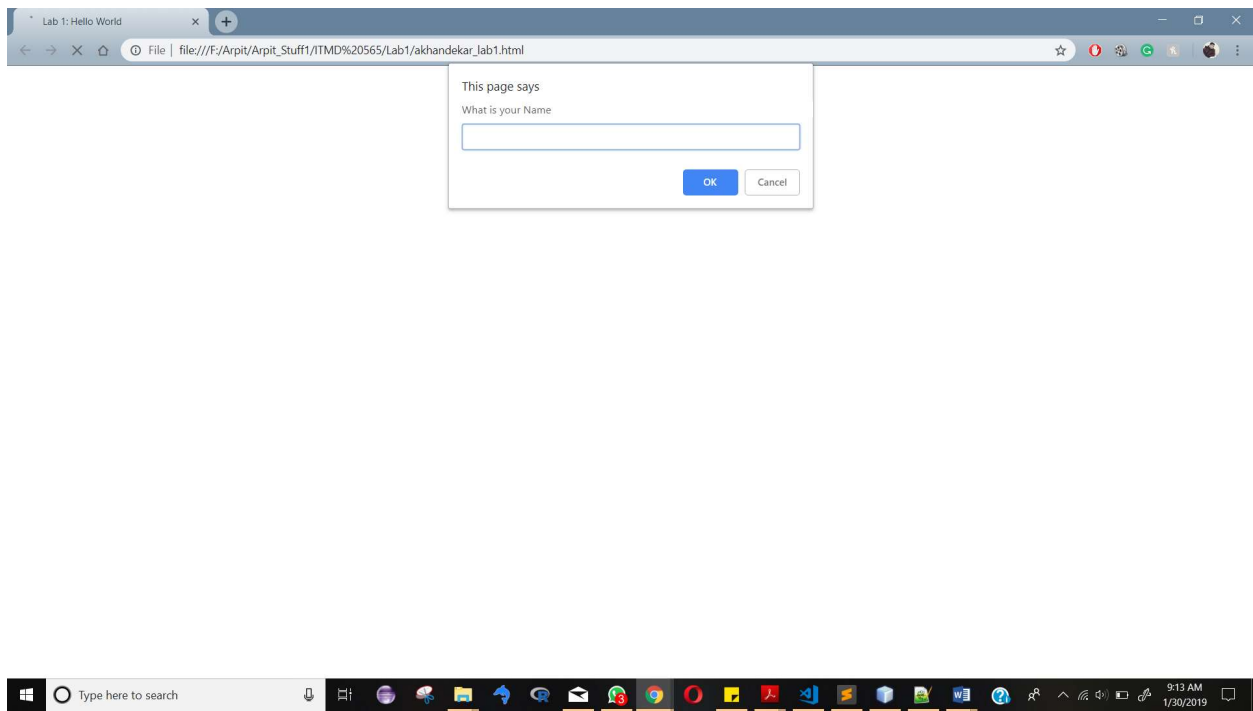 Lab 1: Hello World
File | file:///F:/Arpit/Arpit_Stuff1/ITMD%20565/Lab1/akhandekar_lab1.html
This page says
What is your Name
OK Cancel
Type here to search
3
9:13 AM
1/30/2019